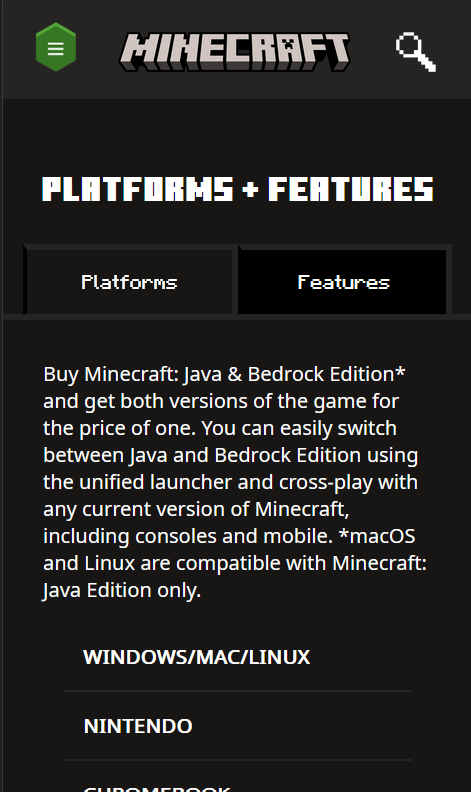 MINECRAFT
PLATFORMS + FEATURES
Platforms
Features
Buy Minecraft: Java & Bedrock Edition*
and get both versions of the game for
the price of one. You can easily switch
between Java and Bedrock Edition using
the unified launcher and cross-play with
any current version of Minecraft,
including consoles and mobile. *macOS
and Linux are compatible with Minecraft:
Java Edition only.
WINDOWS/MAC/LINUX
NINTENDO
CHROMEBOOK